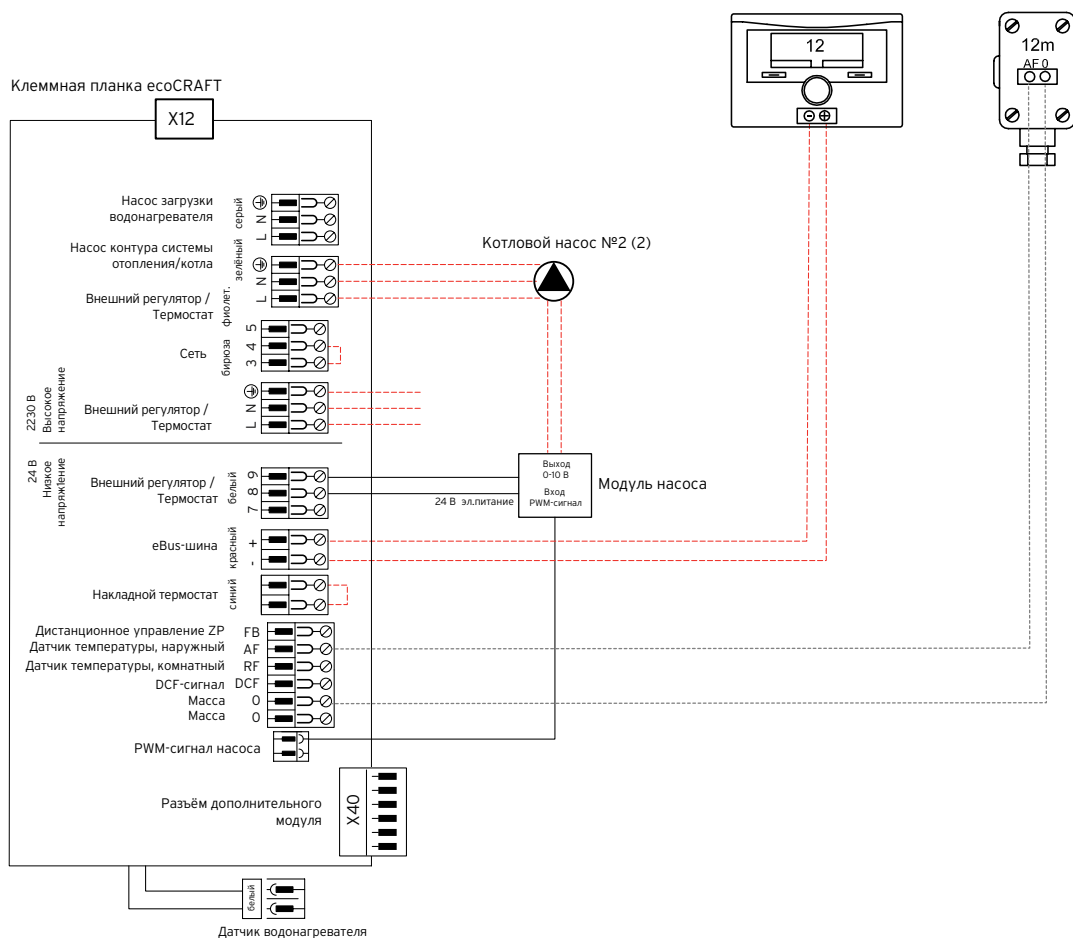 12
12m
AF 0
Клеммная планка ecoCRAFT
X12
Насос загрузки
водонагревателя
серый
N
L
Насос контура системы
отопления/котла
зелёный
N
L
Котловой насос №2 (2)
Внешний регулятор /
Термостат
фиолет.
Сеть
бирюза
5
4
3
Внешний регулятор /
Термостат
N
L
2230 В
Высокое
напряжение
24 В
Низкое
напряжение
Внешний регулятор /
Термостат
белый
9
8
7
24 В эл.питание
Выход
0-10 В
Вход
PWM-сигнал
Модуль насоса
eBus-шина
красный
+
-
Накладной термостат
синий
Дистанционное управление ZP FB
Датчик температуры, наружный AF
Датчик температуры, комнатный RF
DCF-сигнал DCF
Масса 0
Масса 0
PWM-сигнал насоса
Разъём дополнительного
модуля
X40
белый
Датчик водонагревателя